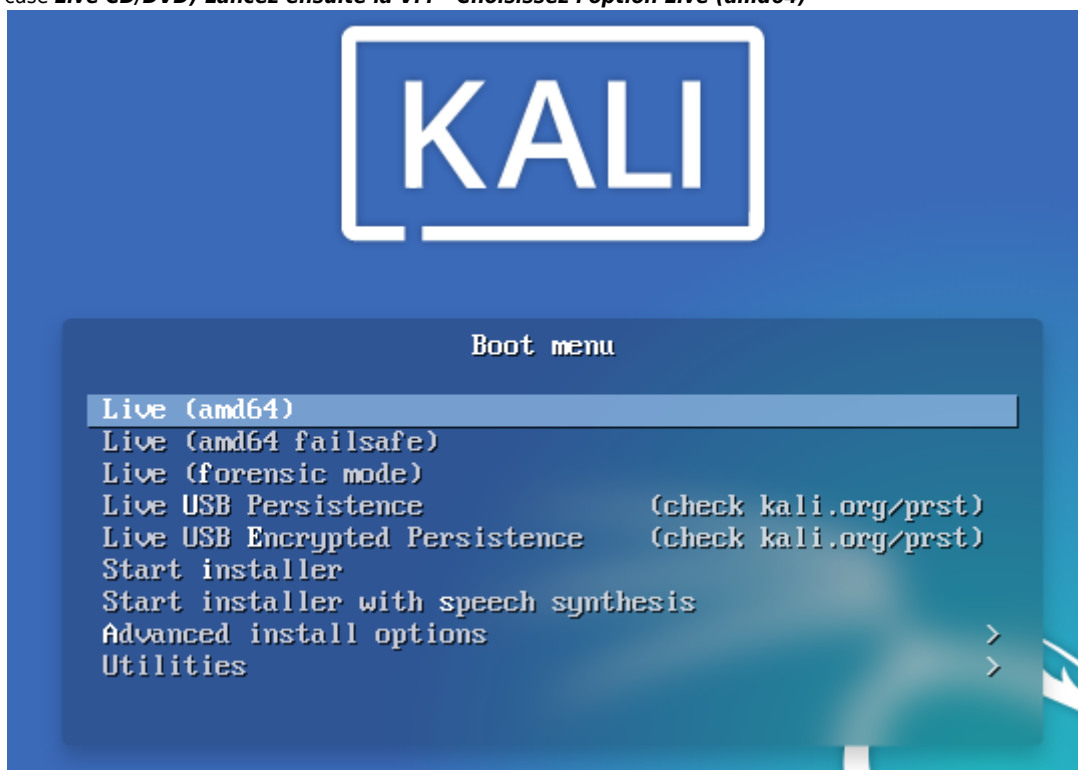 KALI
Boot menu
Live (amd64)
Live (amd64 failsafe)
Live (forensic mode)
Live USB Persistence (check kali.org/prst)
Live USB Encrypted Persistence (check kali.org/prst)
Start installer
Start installer with speech synthesis
Advanced install options >
Utilities >